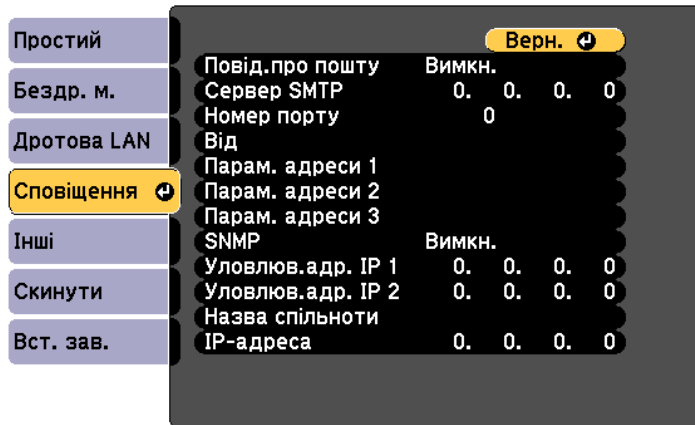 Простий
Бездр. м.
Дротова LAN
Сповіщення
Інші
Скинути
Вст. зав.
Верн.
Повід.про пошту Вимкн.
Сервер SMTP 0. 0. 0. 0
Номер порту 0
Від
Парам. адреси 1
Парам. адреси 2
Парам. адреси 3
SNMP Вимкн.
Уловлюв.адр. IP 1 0. 0. 0. 0
Уловлюв.адр. IP 2 0. 0. 0. 0
Назва спільноти
IP-адреса 0. 0. 0. 0